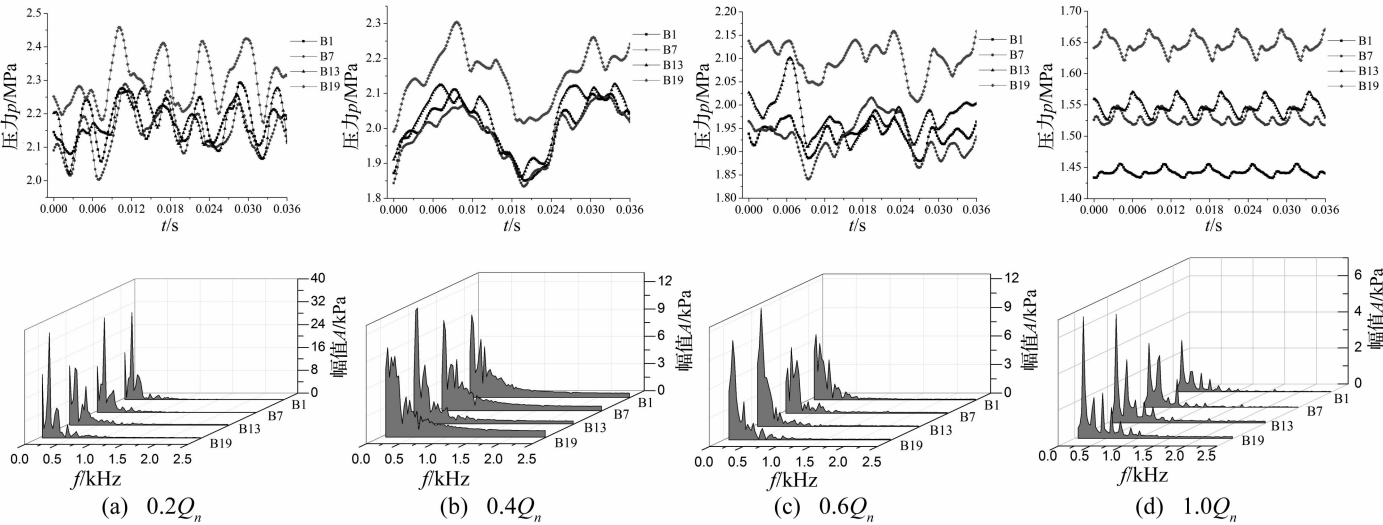 2.5
2.4
2.3
2.2
2.1
2.0
压力p/MPa
0.000 0.006 0.012 0.018 0.024 0.030 0.036
t/s
B1
B7
B13
B19
2.3
2.2
2.1
2.0
1.9
1.8
压力p/MPa
0.000 0.006 0.012 0.018 0.024 0.030 0.036
t/s
B1
B7
B13
B19
2.20
2.15
2.10
2.05
2.00
1.95
1.90
1.85
1.80
压力p/MPa
0.000 0.006 0.012 0.018 0.024 0.030 0.036
t/s
B1
B7
B13
B19
1.70
1.65
1.60
1.55
1.50
1.45
1.40
压力p/MPa
0.000 0.006 0.012 0.018 0.024 0.030 0.036
t/s
B1
B7
B13
B19
40
32
24
16
8
0
幅值A/kPa
B1
B7
B13
B19
0.0 0.5 1.0 1.5 2.0 2.5
f/kHz
(a) 0.2Qn
12
9
6
3
0
幅值A/kPa
B1
B7
B13
B19
0.0 0.5 1.0 1.5 2.0 2.5
f/kHz
(b) 0.4Qn
12
9
6
3
0
幅值A/kPa
B1
B7
B13
B19
0.0 0.5 1.0 1.5 2.0 2.5
f/kHz
(c) 0.6Qn
6
4
2
0
幅值A/kPa
B1
B7
B13
B19
0.0 0.5 1.0 1.5 2.0 2.5
f/kHz
(d) 1.0Qn